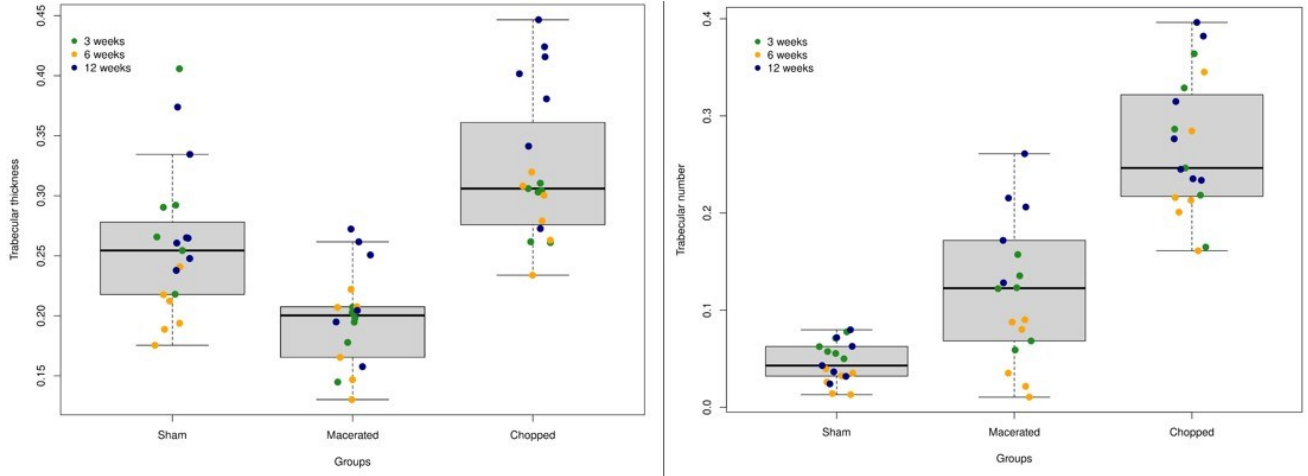 Trabecular thickness
0.45
0.40
0.35
0.30
0.25
0.20
0.15
3 weeks
6 weeks
12 weeks
Sham Macerated Chopped
Groups
Trabecular number
0.4
0.3
0.2
0.1
0.0
3 weeks
6 weeks
12 weeks
Sham Macerated Chopped
Groups